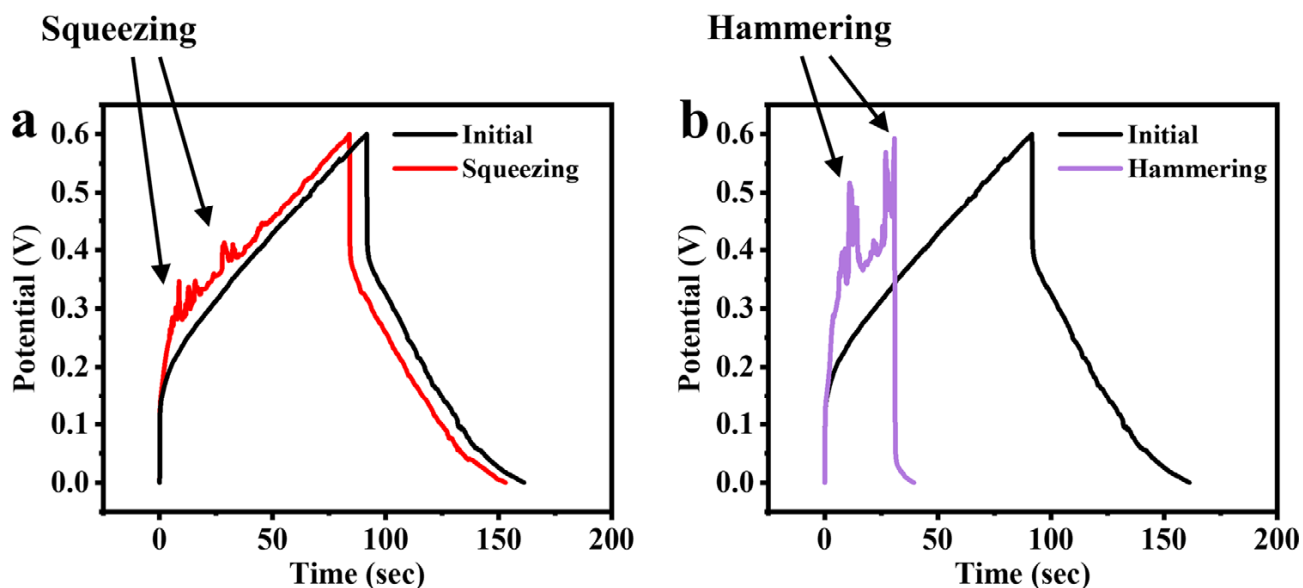 Squeezing
a
Initial
Squeezing
0.6
0.5
0.4
0.3
0.2
0.1
0.0
Potential (V)
0 50 100 150 200
Time (sec)
Hammering
b
Initial
Hammering
0.6
0.5
0.4
0.3
0.2
0.1
0.0
Potential (V)
0 50 100 150 200
Time (sec)